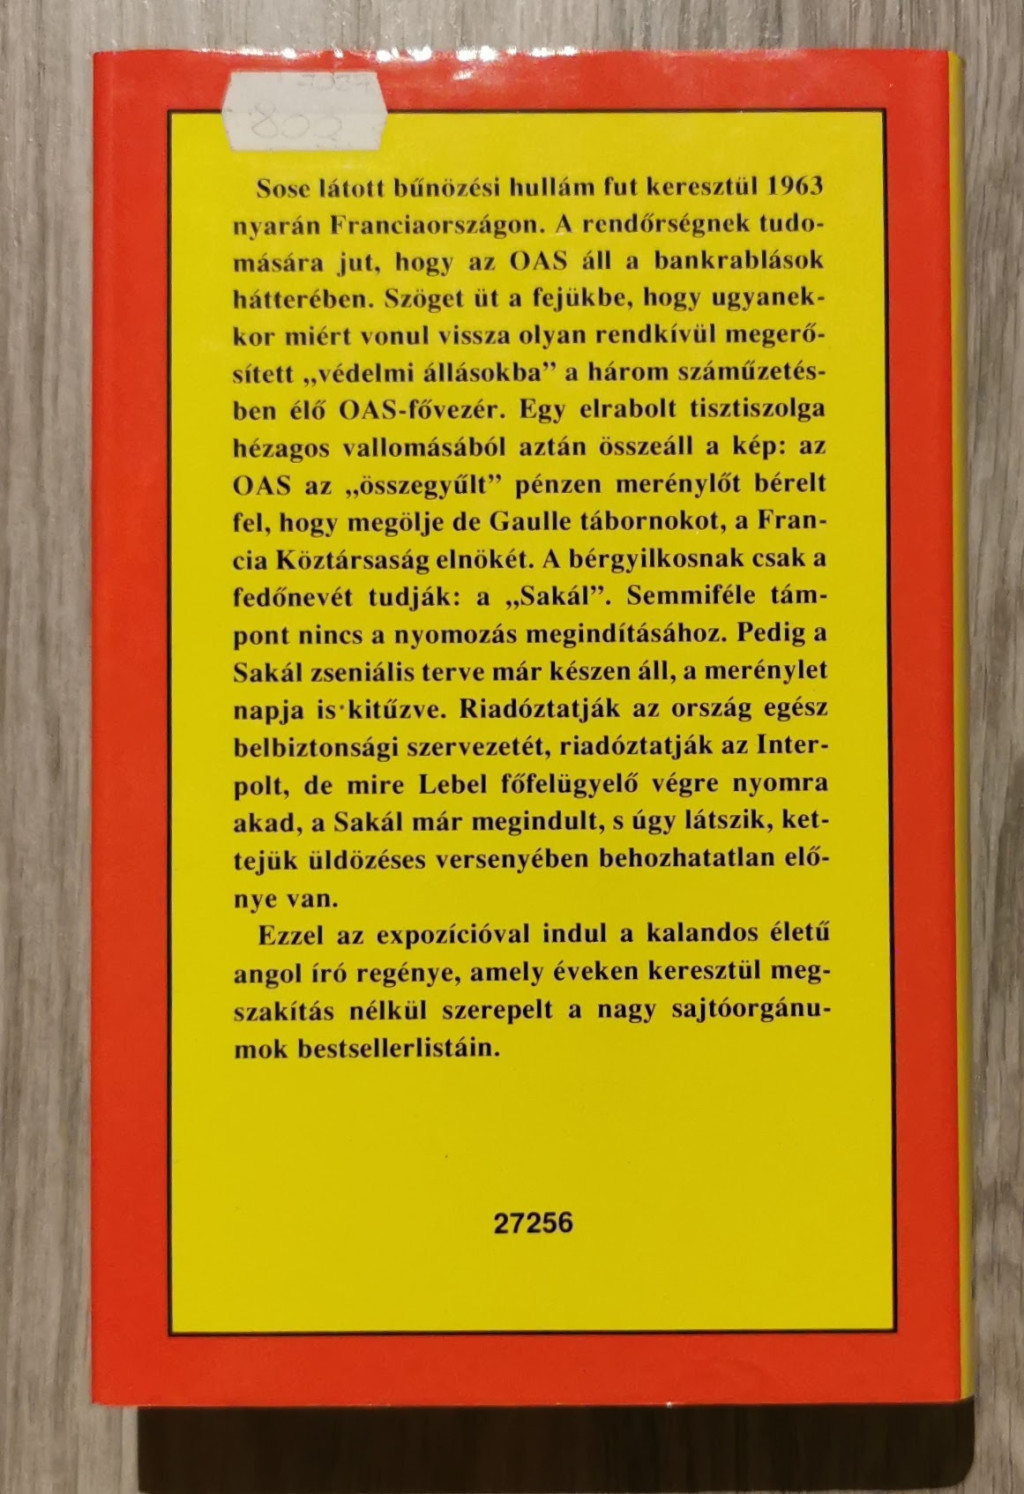 803
Sose látott bűnözési hullám fut keresztül 1963
nyarán Franciaországon. A rendőrségnek tudo-
mására jut, hogy az OAS áll a bankrablások
hátterében. Szöget üt a fejükbe, hogy ugyanek-
kor miért vonul vissza olyan rendkívül megerő-
sített „védelmi állásokba” a három száműzetés-
ben élő OAS-fővezér. Egy elrabolt tisztiszolga
hézagos vallomásából aztán összeáll a kép: az
OAS az „összegyűlt” pénzen merénylőt bérelt
fel, hogy megölje de Gaulle tábornokot, a Fran-
cia Köztársaság elnökét. A bérgyilkosnak csak a
fedőnevét tudják: a „Sakál”. Semmiféle tám-
pont nincs a nyomozás megindításához. Pedig a
Sakál zseniális terve már készen áll, a merénylet
napja is kitűzve. Riadóztatják az ország egész
belbiztonsági szervezetét, riadóztatják az Inter-
polt, de mire Lebel főfelügyelő végre nyomra
akad, a Sakál már megindult, s úgy látszik, ket-
tejük üldözéses versenyében behozhatatlan elő-
nye van.
Ezzel az expozícióval indul a kalandos életű
angol író regénye, amely éveken keresztül meg-
szakítás nélkül szerepelt a nagy sajtóorgánu-
mok bestsellerlistáin.
27256